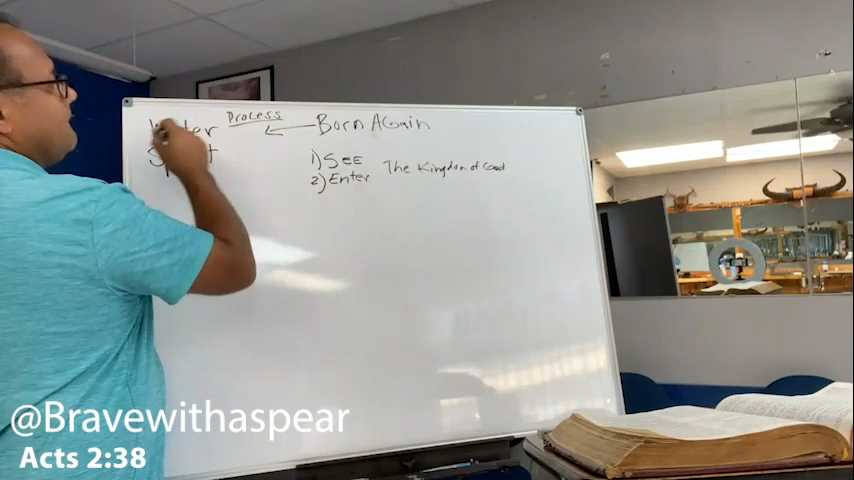 Process
Born Again
1) SEE
2) Enter The Kingdom of God
@Bravewithaspear
Acts 2:38